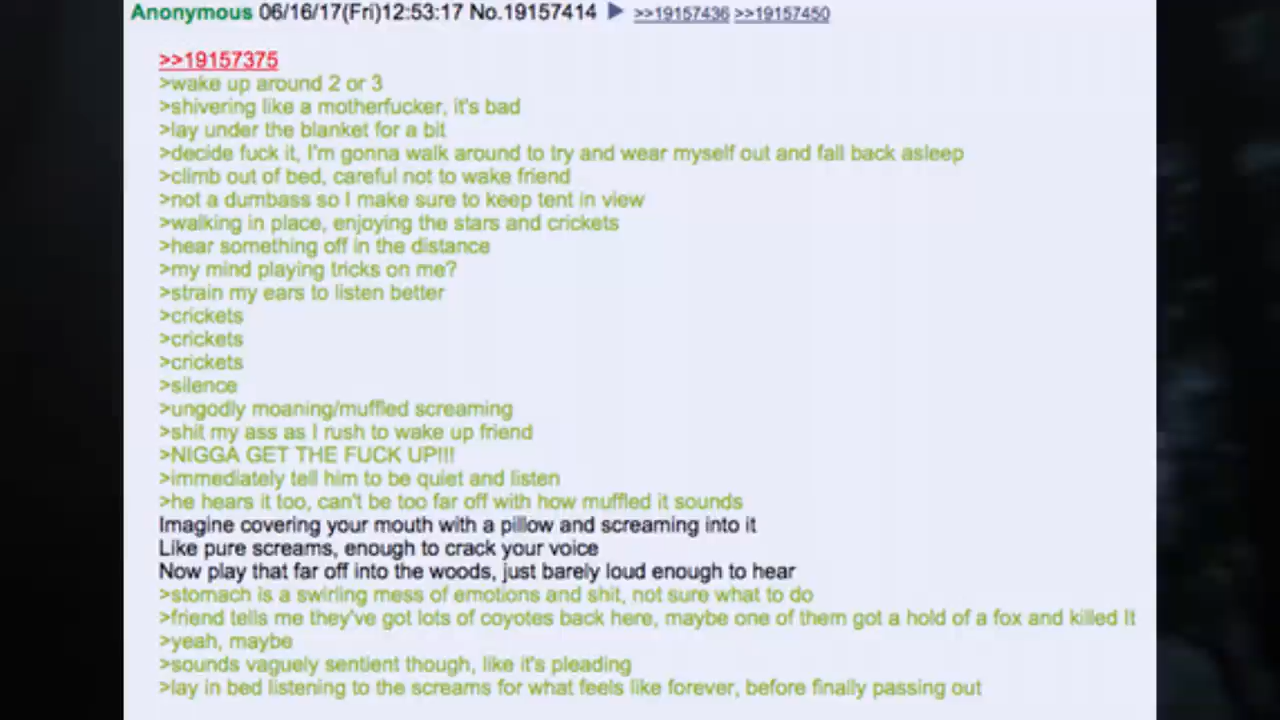 Anonymous 06/16/17(Fri)12:53:17 No.19157414 ▶ >>19157436 >>19157450
>>19157375
>wake up around 2 or 3
>shivering like a motherfucker, it's bad
>lay under the blanket for a bit
>decide fuck it, I'm gonna walk around to try and wear myself out and fall back asleep
>climb out of bed, careful not to wake friend
>not a dumbass so I make sure to keep tent in view
>walking in place, enjoying the stars and crickets
>hear something off in the distance
>my mind playing tricks on me?
>strain my ears to listen better
>crickets
>crickets
>crickets
>silence
>ungodly moaning/muffled screaming
>shit my ass as I rush to wake up friend
>NIGGA GET THE FUCK UP!!!
>immediately tell him to be quiet and listen
>he hears it too, can't be too far off with how muffled it sounds
Imagine covering your mouth with a pillow and screaming into it
Like pure screams, enough to crack your voice
Now play that far off into the woods, just barely loud enough to hear
>stomach is a swirling mess of emotions and shit, not sure what to do
>friend tells me they've got lots of coyotes back here, maybe one of them got a hold of a fox and killed it
>yeah, maybe
>sounds vaguely sentient though, like it's pleading
>lay in bed listening to the screams for what feels like forever, before finally passing out